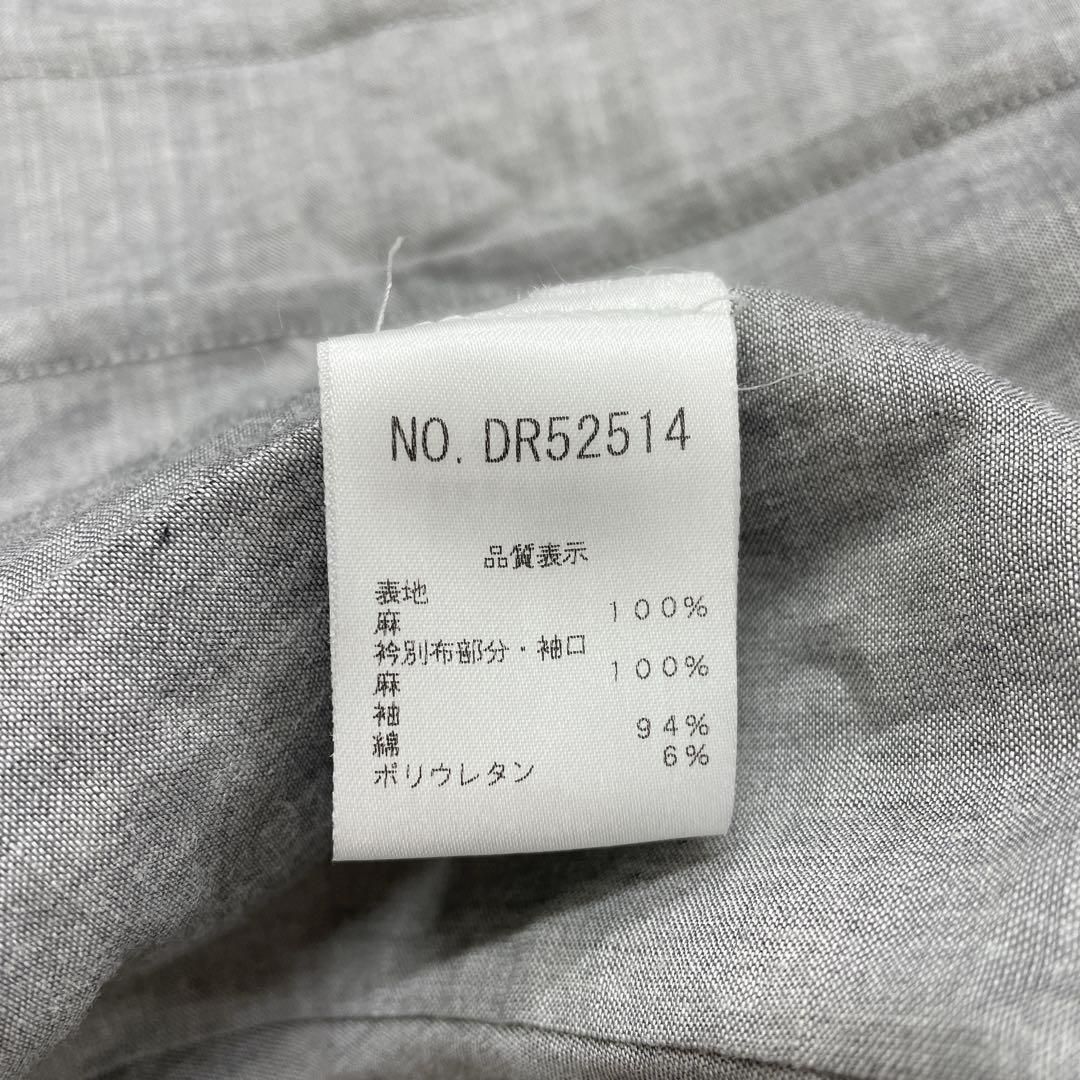 NO. DR52514
品質表示
表地
麻 100%
衿別布部分・袖口
麻 100%
袖
綿 94%
ポリウレタン 6%